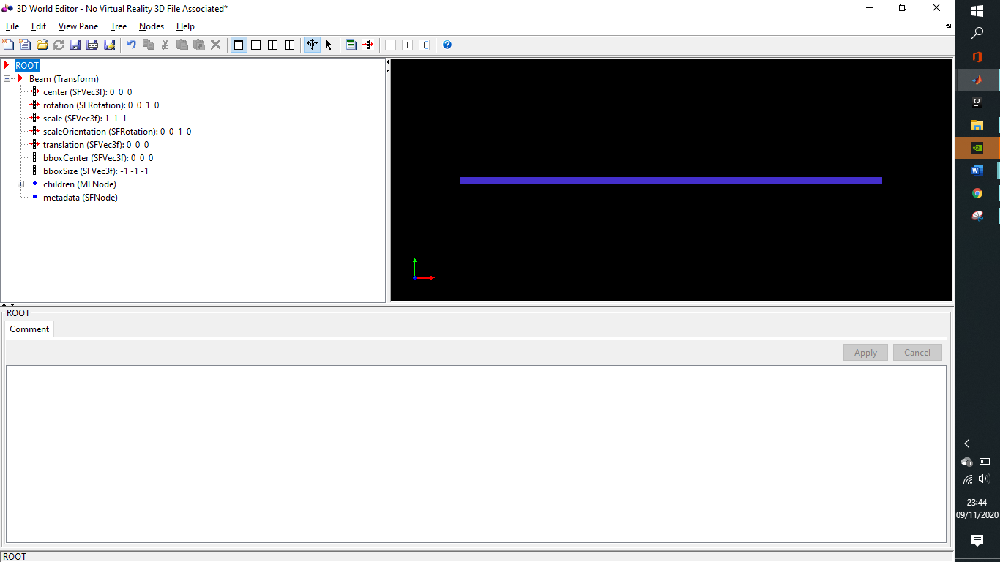 3D World Editor - No Virtual Reality 3D File Associated*
File Edit View Pane Tree Nodes Help
ROOT
Beam (Transform)
center (SFVec3f): 0 0 0
rotation (SFRotation): 0 0 1 0
scale (SFVec3f): 1 1 1
scaleOrientation (SFRotation): 0 0 1 0
translation (SFVec3f): 0 0 0
bboxCenter (SFVec3f): 0 0 0
bboxSize (SFVec3f): -1 -1 -1
children (MFNode)
metadata (SFNode)
ROOT
Comment
Apply Cancel
ROOT
IJ
W
23:44
09/11/2020